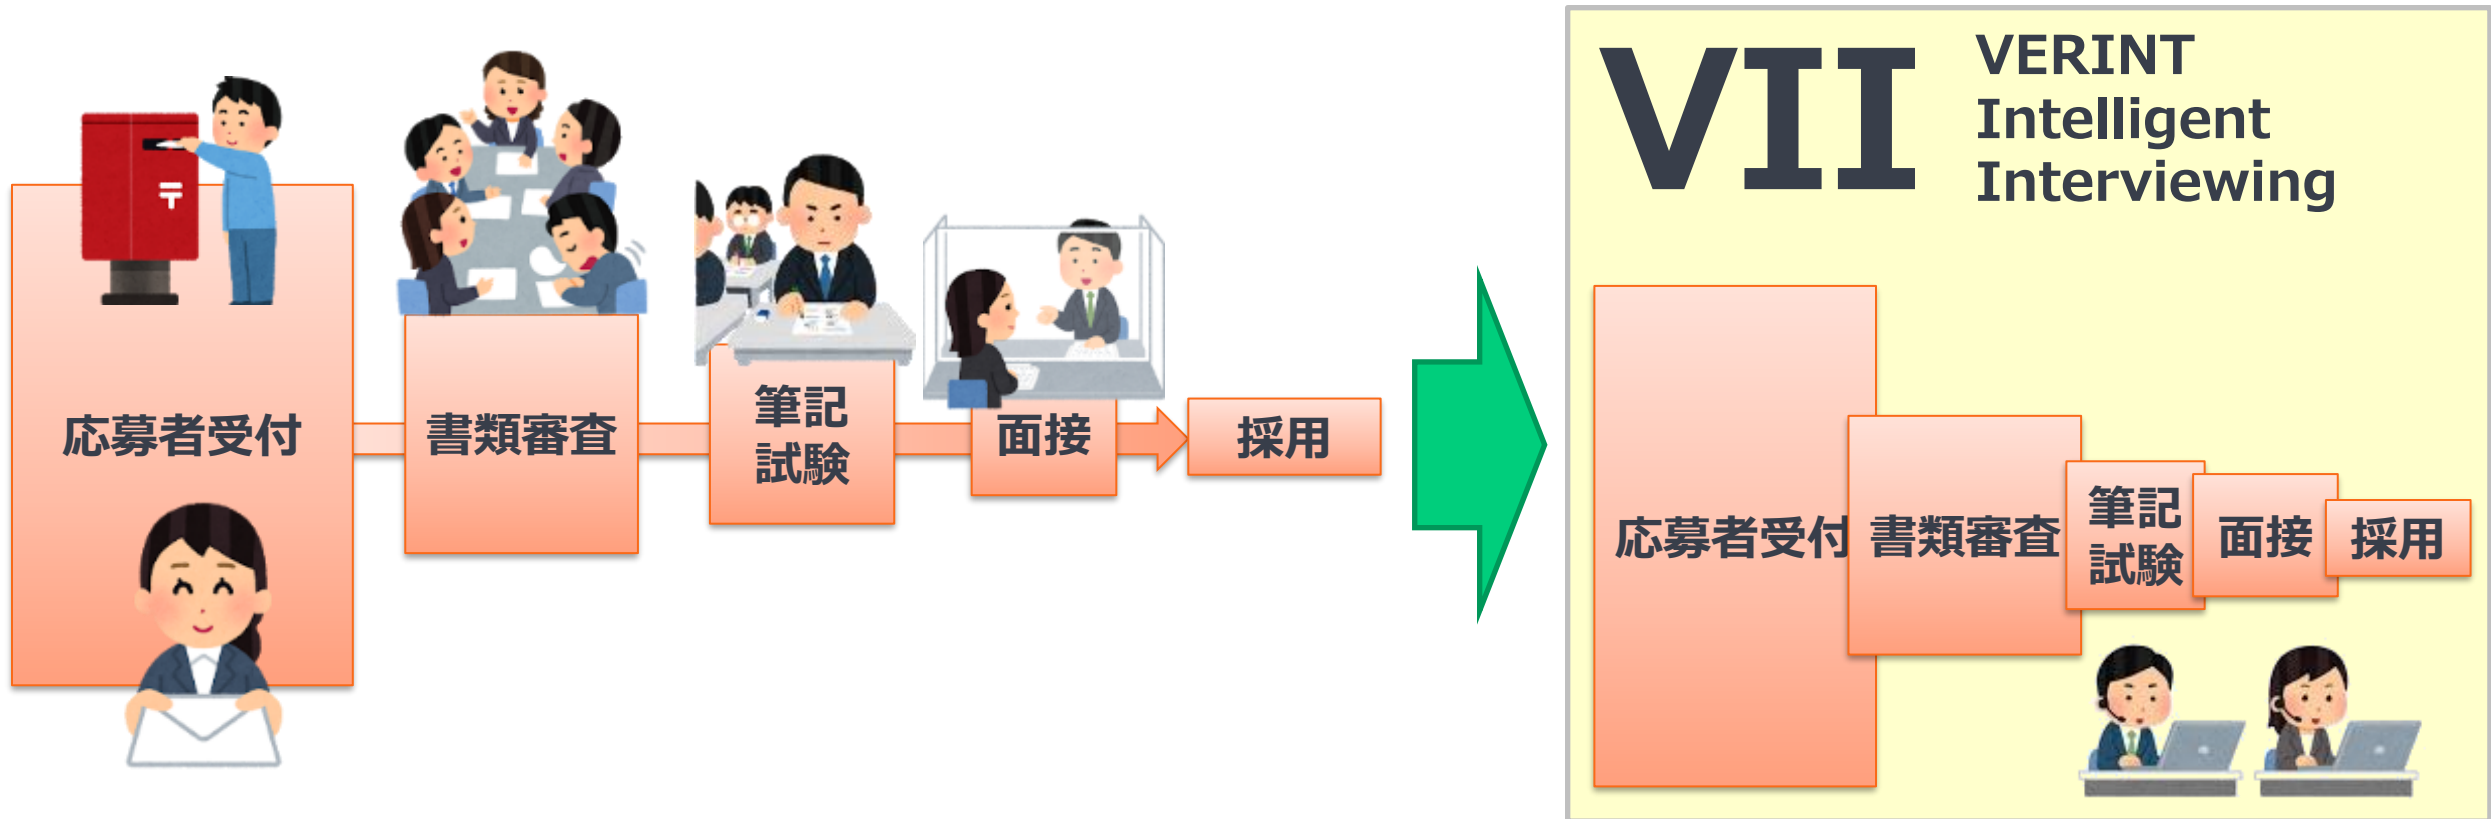 応募者受付
書類審査
筆記
試験
面接
採用
VII
VERINT
Intelligent
Interviewing
応募者受付
書類審査
筆記
試験
面接
採用